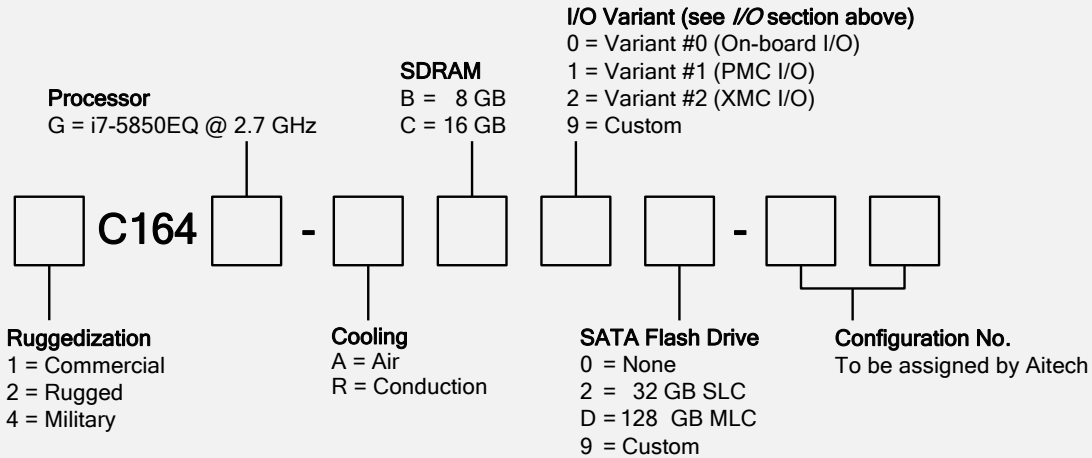 I/O Variant (see I/O section above)
0 = Variant #0 (On-board I/O)
1 = Variant #1 (PMC I/O)
2 = Variant #2 (XMC I/O)
9 = Custom
SDRAM
B = 8 GB
C = 16 GB
Processor
G = i7-5850EQ @ 2.7 GHz
C164 - -
Ruggedization
1 = Commercial
2 = Rugged
4 = Military
Cooling
A = Air
R = Conduction
SATA Flash Drive
0 = None
2 = 32 GB SLC
D = 128 GB MLC
9 = Custom
Configuration No.
To be assigned by Aitech